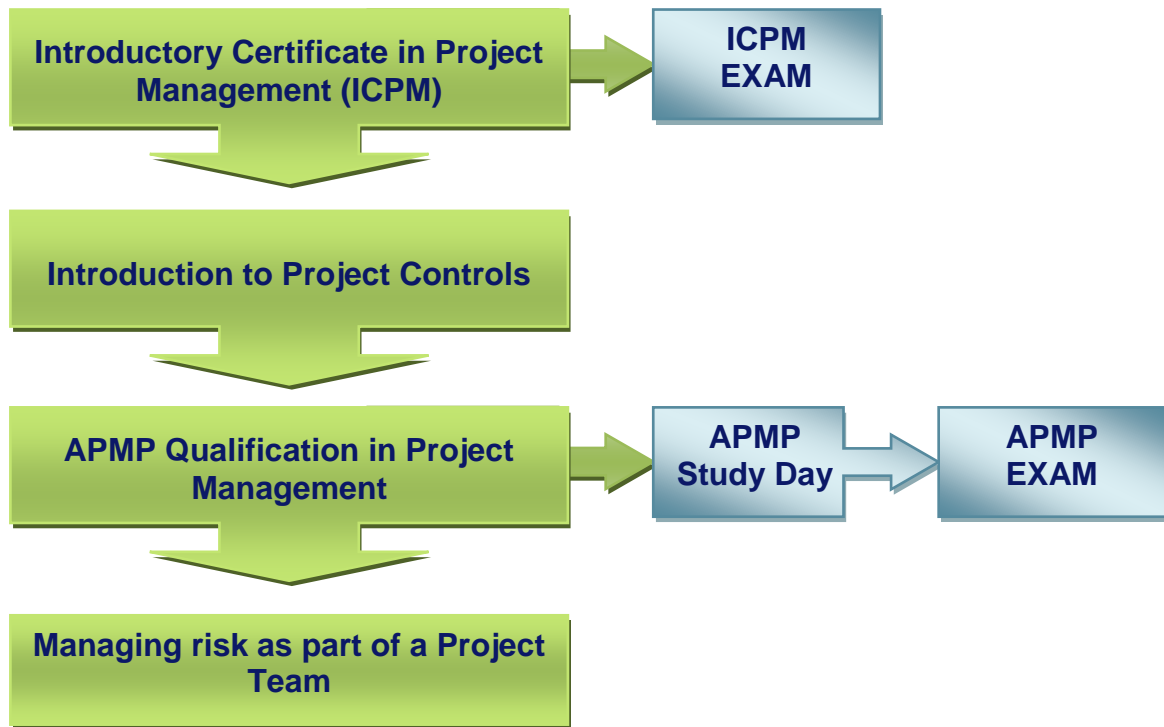 Introductory Certificate in Project
Management (ICPM)
ICPM
EXAM
Introduction to Project Controls
APMP Qualification in Project
Management
APMP
Study Day
APMP
EXAM
Managing risk as part of a Project
Team